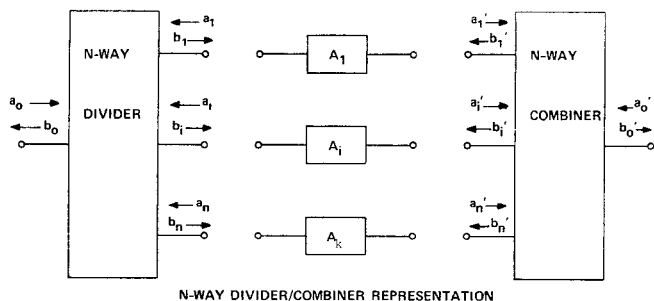 a₁
b₁
N-WAY
DIVIDER
a₀
b₀
aₜ
bᵢ
aₙ
bₙ
A₁
Aᵢ
Aₖ
a₁′
b₁′
N-WAY
COMBINER
aᵢ′
bᵢ′
a₀′
b₀′
aₙ′
bₙ′
N-WAY DIVIDER/COMBINER REPRESENTATION